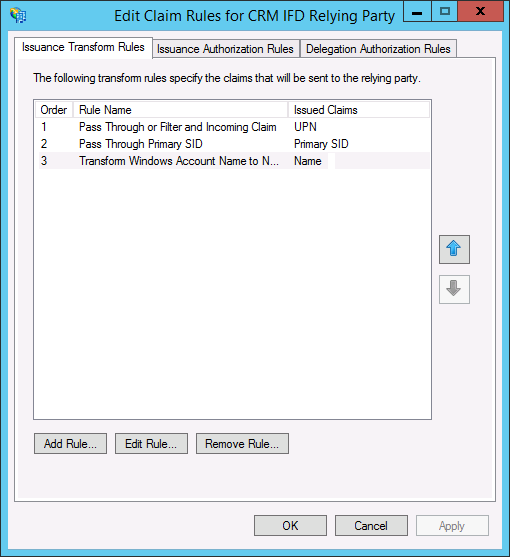 Edit Claim Rules for CRM IFD Relying Party
Issuance Transform Rules Issuance Authorization Rules Delegation Authorization Rules
The following transform rules specify the claims that will be sent to the relying party.
Order Rule Name Issued Claims
1 Pass Through or Filter and Incoming Claim UPN
2 Pass Through Primary SID Primary SID
3 Transform Windows Account Name to N... Name
Add Rule... Edit Rule... Remove Rule...
OK Cancel Apply